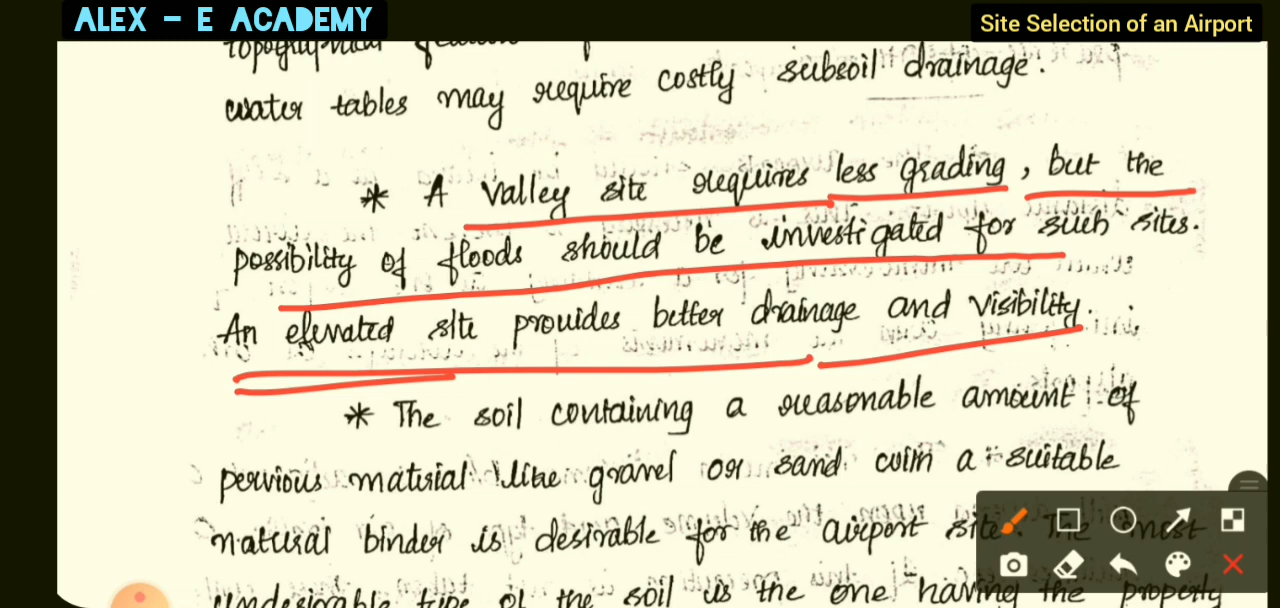 ALEX - E ACADEMY
Site Selection of an Airport
topographical
water tables may require costly subsoil drainage.
* A valley site requires less grading, but the
possibility of floods should be investigated for such sites.
An elevated site provides better drainage and visibility.
* The soil containing a reasonable amount of
pervious material like gravel or sand with a suitable
natural binder is desirable for the airport site. The most
undesirable type of the soil is the one having the property